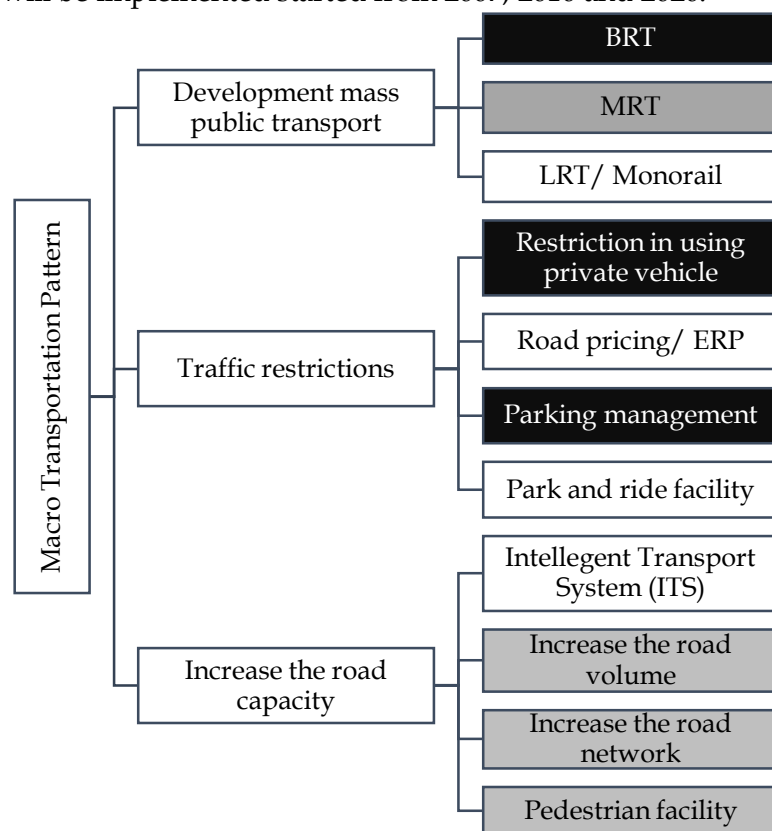 BRT
Development mass
public transport
MRT
LRT/ Monorail
Restriction in using
private vehicle
Road pricing/ ERP
Macro Transportation Pattern
Traffic restrictions
Parking management
Park and ride facility
Intellegent Transport
System (ITS)
Increase the road
volume
Increase the road
capacity
Increase the road
network
Pedestrian facility